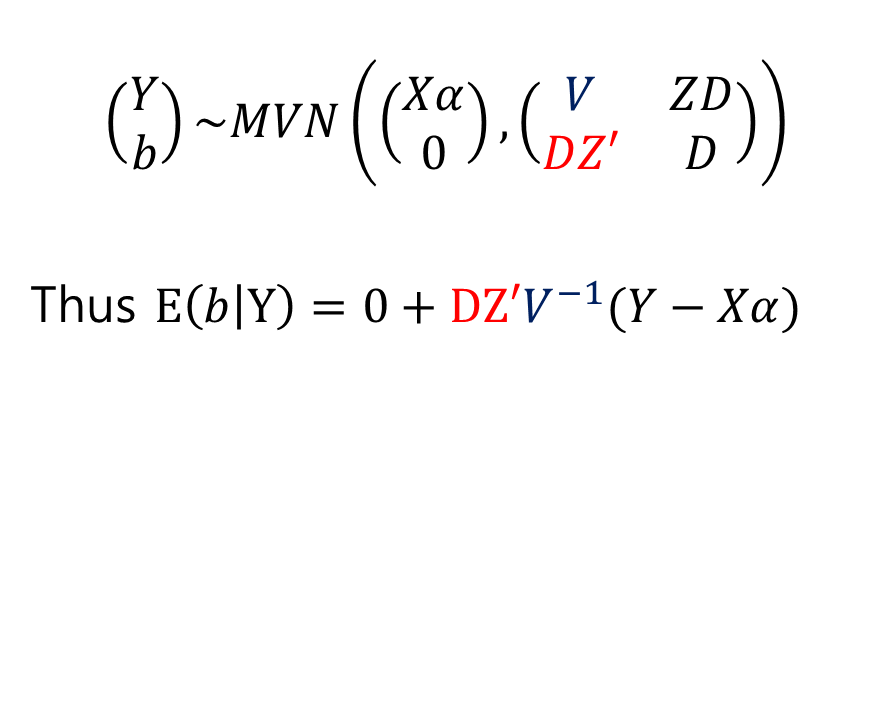 (Y b) ~MVN ((Xα 0), (V ZD DZ′ D))
Thus E(b|Y) = 0 + DZ′V⁻¹(Y − Xα)